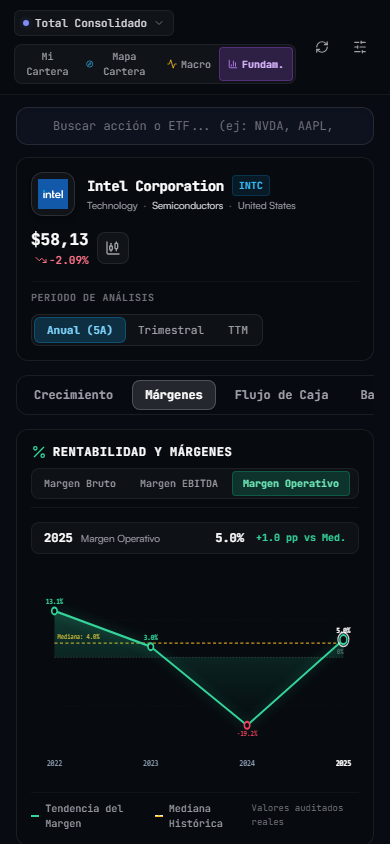 Total Consolidado
Mi Cartera
Mapa Cartera
Macro
Fundam.
Buscar acción o ETF... (ej: NVDA, AAPL,
intel
Intel Corporation INTC
Technology · Semiconductors · United States
$58,13
-2.09%
PERIODO DE ANÁLISIS
Anual (5A) Trimestral TTM
Crecimiento Márgenes Flujo de Caja Ba
RENTABILIDAD Y MÁRGENES
Margen Bruto Margen EBITDA Margen Operativo
2025 Margen Operativo 5.0% +1.0 pp vs Med.
13.1%
5.0%
Mediana: 4.0%
3.0%
0%
-19.2%
2022 2023 2024 2025
Tendencia del Margen
Mediana Histórica
Valores auditados reales